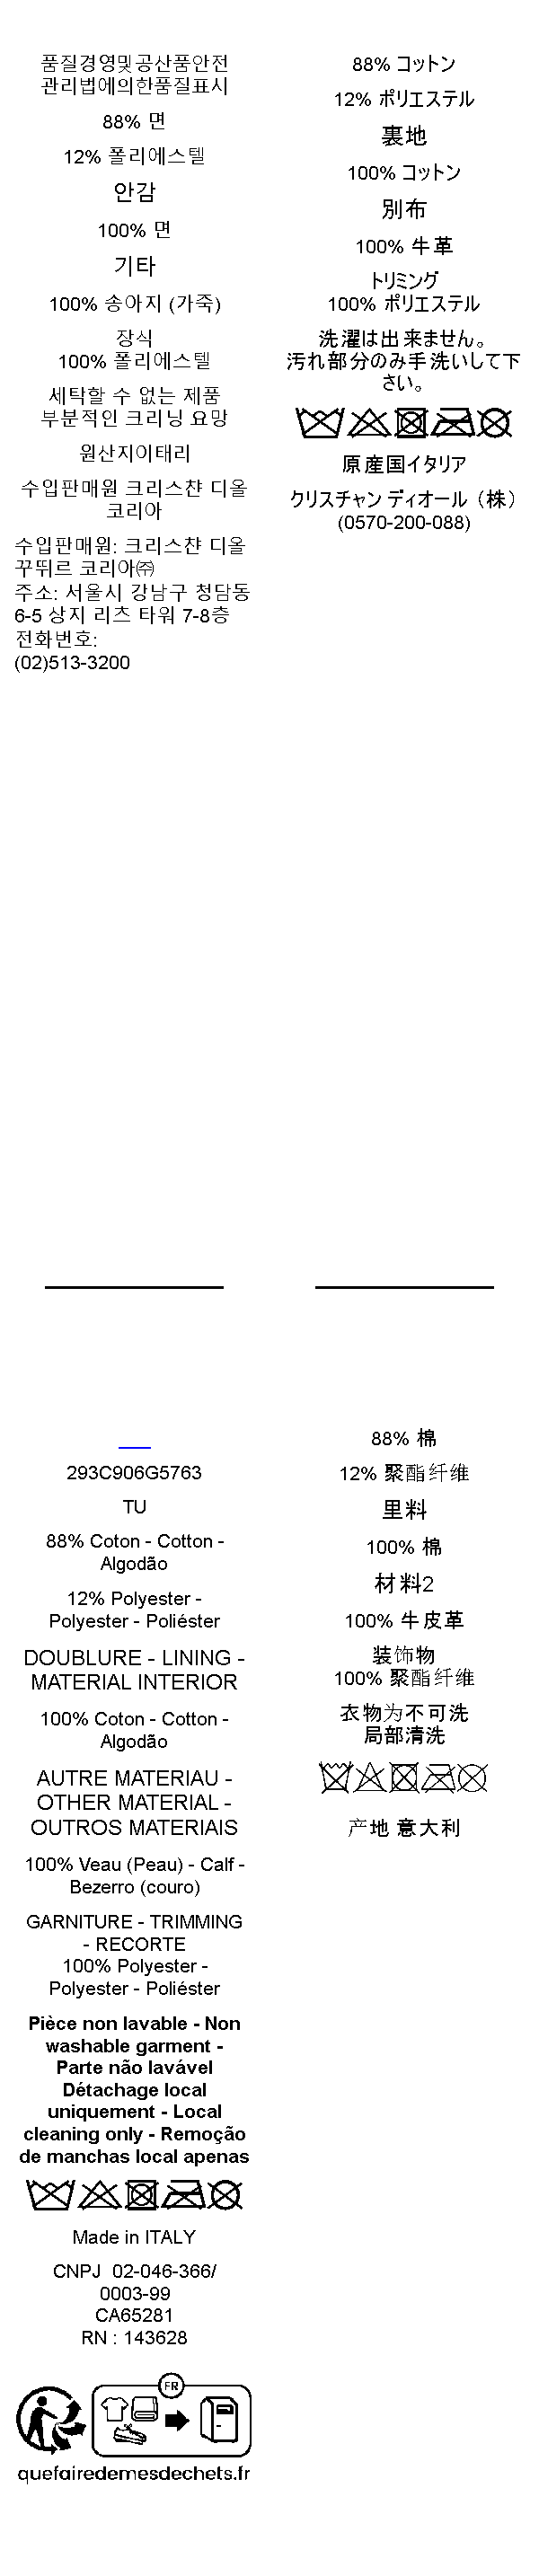 품질경영및공산품안전
관리법에의한품질표시
88% 면
12% 폴리에스텔
안감
100% 면
기타
100% 송아지 (가죽)
장식
100% 폴리에스텔
세탁할 수 없는 제품
부분적인 크리닝 요망
원산지이태리
수입판매원 크리스챤 디올
코리아
수입판매원: 크리스챤 디올
꾸뛰르 코리아㈜
주소: 서울시 강남구 청담동
6-5 상지 리츠 타워 7-8층
전화번호:
(02)513-3200
88% コットン
12% ポリエステル
裏地
100% コットン
別布
100% 牛革
トリミング
100% ポリエステル
洗濯は出来ません。
汚れ部分のみ手洗いして下
さい。
原産国イタリア
クリスチャン ディオール（株）
(0570-200-088)
293C906G5763
TU
88% Coton - Cotton -
Algodão
12% Polyester -
Polyester - Poliéster
DOUBLURE - LINING -
MATERIAL INTERIOR
100% Coton - Cotton -
Algodão
AUTRE MATERIAU -
OTHER MATERIAL -
OUTROS MATERIAIS
100% Veau (Peau) - Calf -
Bezerro (couro)
GARNITURE - TRIMMING
- RECORTE
100% Polyester -
Polyester - Poliéster
Pièce non lavable - Non
washable garment -
Parte não lavável
Détachage local
uniquement - Local
cleaning only - Remoção
de manchas local apenas
Made in ITALY
CNPJ 02-046-366/
0003-99
CA65281
RN : 143628
FR
quefairedemesdechets.fr
88% 棉
12% 聚酯纤维
里料
100% 棉
材料2
100% 牛皮革
装饰物
100% 聚酯纤维
衣物为不可洗
局部清洗
产地 意大利